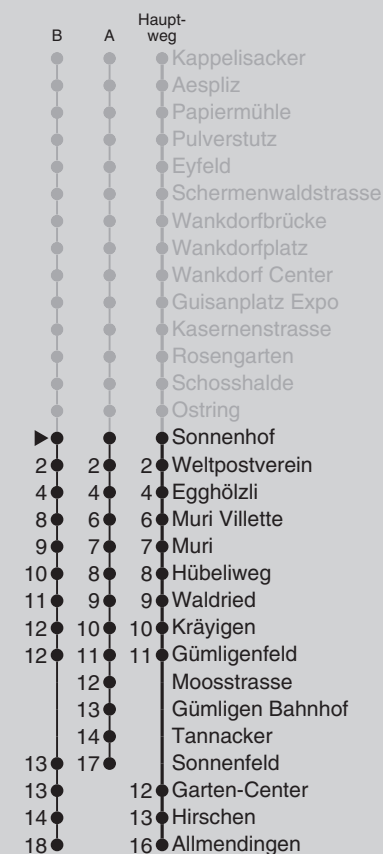 Haupt-
B A weg
Kappelisacker
Aespliz
Papiermühle
Pulverstutz
Eyfeld
Schermenwaldstrasse
Wankdorfbrücke
Wankdorfplatz
Wankdorf Center
Guisanplatz Expo
Kasernenstrasse
Rosengarten
Schosshalde
Ostring
Sonnenhof
2 2 2 Weltpostverein
4 4 4 Egghölzli
8 6 6 Muri Villette
9 7 7 Muri
10 8 8 Hübeliweg
11 9 9 Waldried
12 10 10 Kräyigen
12 11 11 Gümligenfeld
12 Moosstrasse
13 Gümligen Bahnhof
14 Tannacker
13 17 Sonnenfeld
13 12 Garten-Center
14 13 Hirschen
18 16 Allmendingen